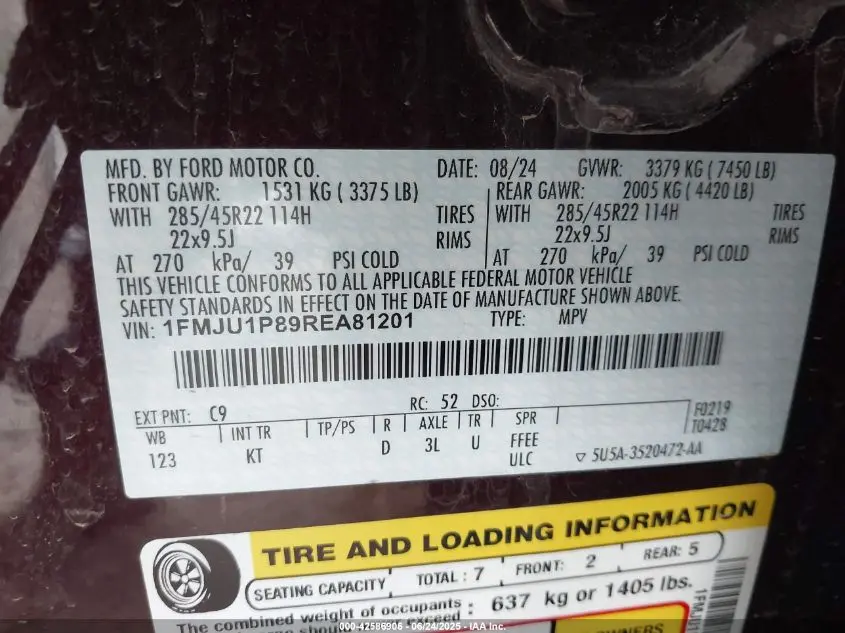 MFD. BY FORD MOTOR CO. DATE: 08/24 GVWR: 3379 KG ( 7450 LB)
FRONT GAWR: 1531 KG ( 3375 LB) REAR GAWR: 2005 KG ( 4420 LB)
WITH 285/45R22 114H TIRES WITH 285/45R22 114H TIRES
22x9.5J RIMS 22x9.5J RIMS
AT 270 kPa/ 39 PSI COLD AT 270 kPa/ 39 PSI COLD
THIS VEHICLE CONFORMS TO ALL APPLICABLE FEDERAL MOTOR VEHICLE
SAFETY STANDARDS IN EFFECT ON THE DATE OF MANUFACTURE SHOWN ABOVE.
VIN: 1FMJU1P89REA81201 TYPE: MPV
EXT PNT: C9 RC: 52 DSO: F0219
WB INT TR TP/PS R AXLE TR SPR T0428
123 KT D 3L U FFEE
ULC ▽ 5U5A-3520472-AA
TIRE AND LOADING INFORMATION
SEATING CAPACITY TOTAL : 7 FRONT: 2 REAR: 5
The combined weight of occupants : 637 kg or 1405 lbs.
should exceed
OWNERS
000-42586906 - 06/24/2025 - IAA Inc.